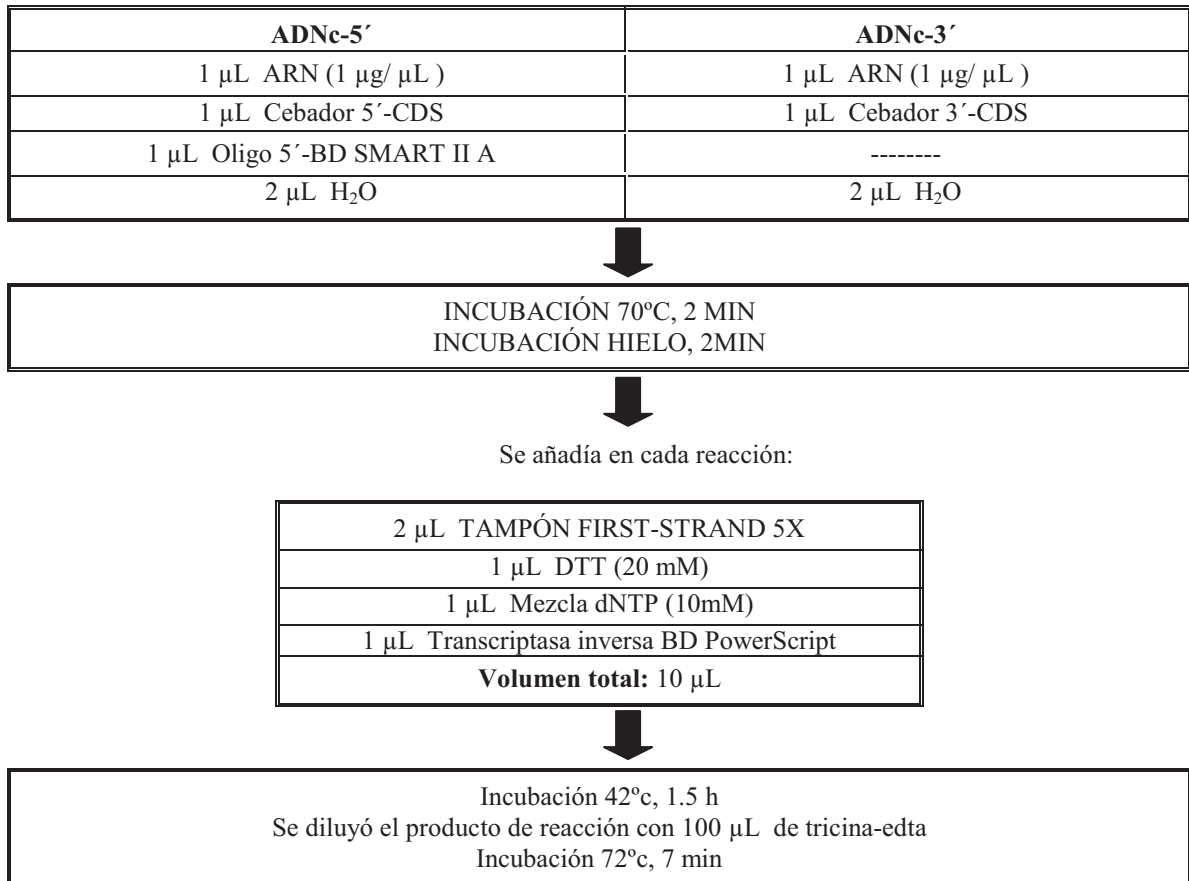 ADNc-5´ ADNc-3´
1 µL ARN (1 µg/ µL ) 1 µL ARN (1 µg/ µL )
1 µL Cebador 5´-CDS 1 µL Cebador 3´-CDS
1 µL Oligo 5´-BD SMART II A --------
2 µL H₂O 2 µL H₂O
INCUBACIÓN 70ºC, 2 MIN
INCUBACIÓN HIELO, 2MIN
Se añadía en cada reacción:
2 µL TAMPÓN FIRST-STRAND 5X
1 µL DTT (20 mM)
1 µL Mezcla dNTP (10mM)
1 µL Transcriptasa inversa BD PowerScript
Volumen total: 10 µL
Incubación 42ºc, 1.5 h
Se diluyó el producto de reacción con 100 µL de tricina-edta
Incubación 72ºc, 7 min